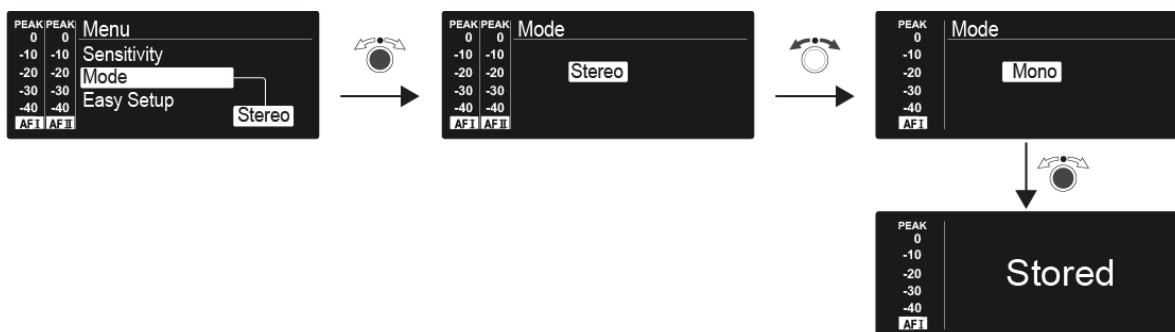 PEAK PEAK Menu
0 0
-10 -10 Sensitivity
-20 -20 Mode
-30 -30 Easy Setup
-40 -40 Stereo
AF I AF II
PEAK PEAK Mode
0 0
-10 -10
-20 -20 Stereo
-30 -30
-40 -40
AF I AF II
PEAK Mode
0
-10
-20 Mono
-30
-40
AF I
PEAK
0
-10
-20 Stored
-30
-40
AF I